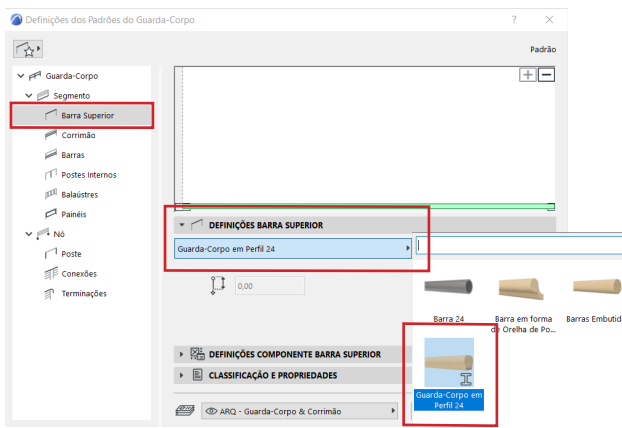 Definições dos Padrões do Guarda-Corpo
Padrão
Guarda-Corpo
Segmento
Barra Superior
Corrimão
Barras
Postes Internos
Balaústres
Painéis
Nó
Poste
Conexões
Terminações
DEFINIÇÕES BARRA SUPERIOR
Guarda-Corpo em Perfil 24
0,00
Barra 24
Barra em forma
de Orelha de Po...
Barras Embutid
Guarda-Corpo em
Perfil 24
DEFINIÇÕES COMPONENTE BARRA SUPERIOR
CLASSIFICAÇÃO E PROPRIEDADES
ARQ - Guarda-Corpo & Corrimão